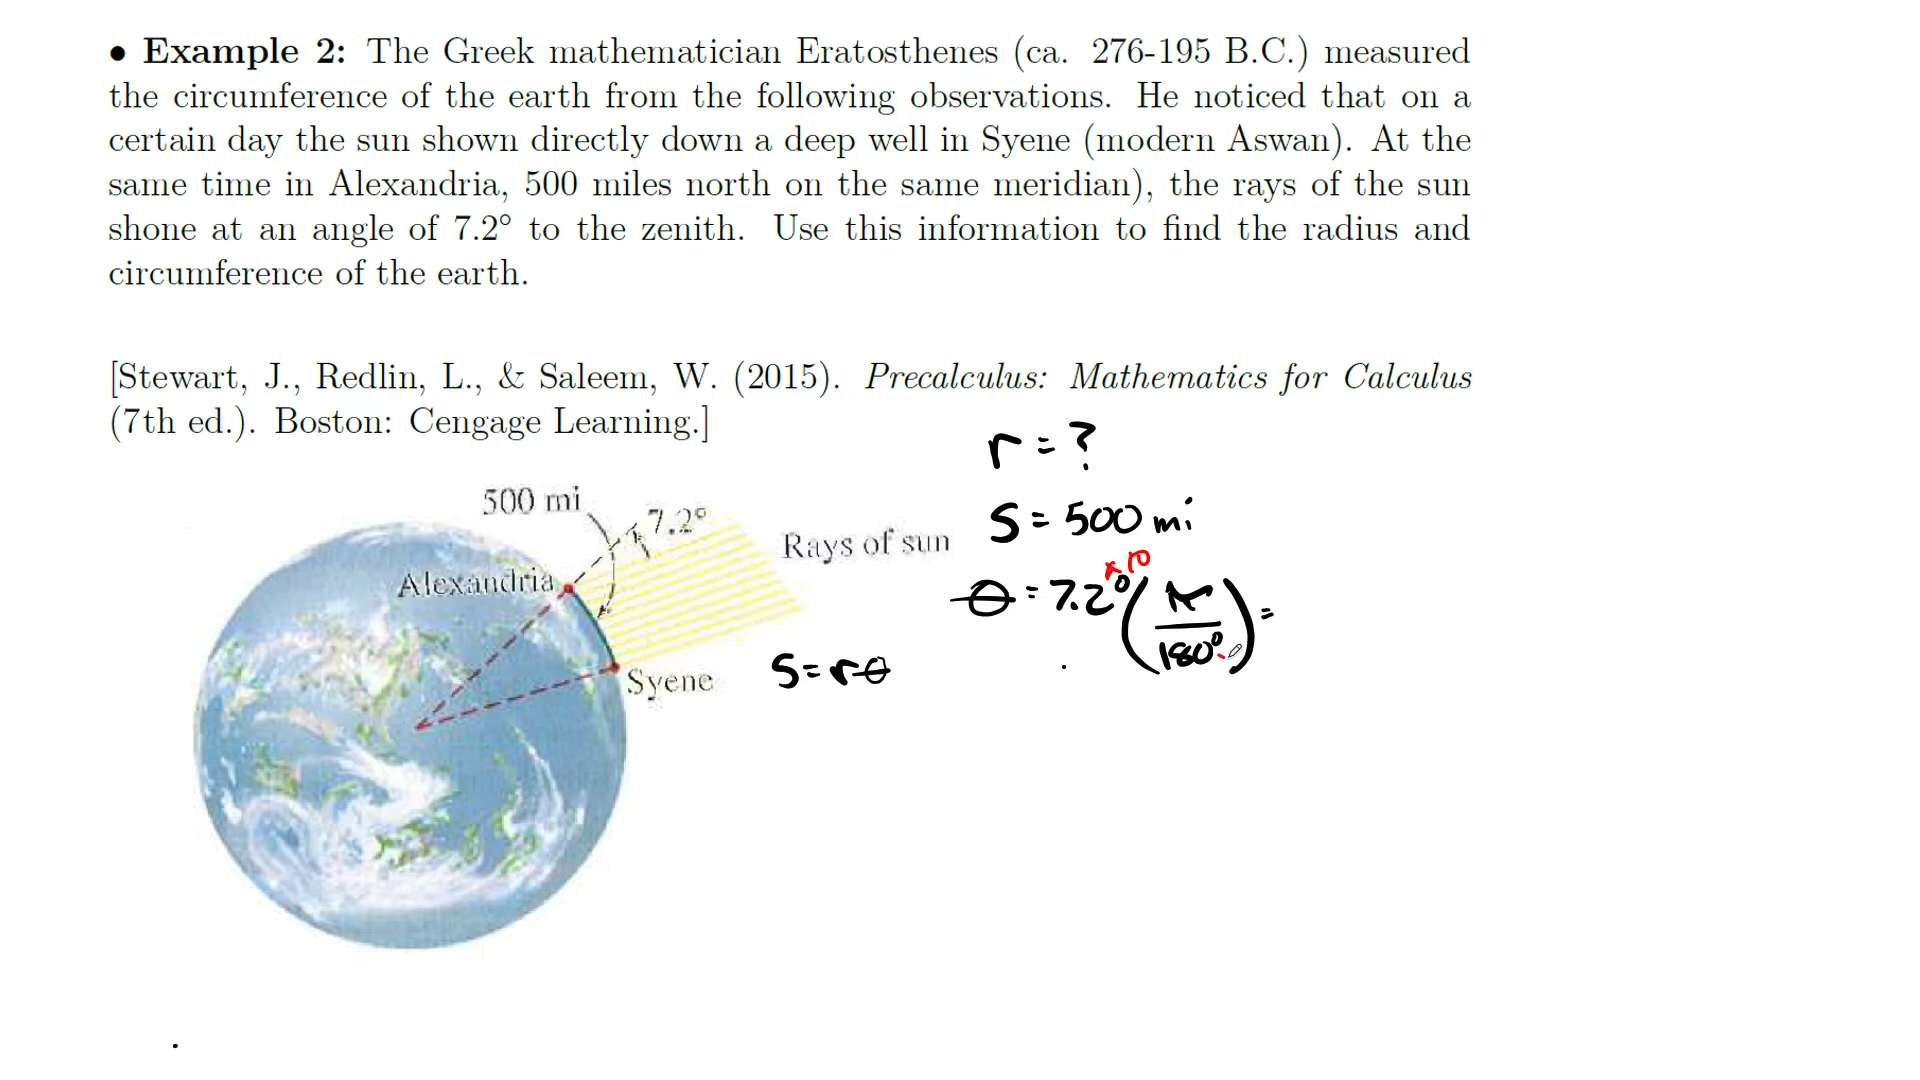 • Example 2: The Greek mathematician Eratosthenes (ca. 276-195 B.C.) measured
the circumference of the earth from the following observations. He noticed that on a
certain day the sun shown directly down a deep well in Syene (modern Aswan). At the
same time in Alexandria, 500 miles north on the same meridian), the rays of the sun
shone at an angle of 7.2° to the zenith. Use this information to find the radius and
circumference of the earth.
[Stewart, J., Redlin, L., & Saleem, W. (2015). Precalculus: Mathematics for Calculus
(7th ed.). Boston: Cengage Learning.]
r = ?
500 mi
7.2°
Rays of sun
S = 500 mi
Alexandria
×10
θ = 7.2° (π/180°) =
Syene
S = rθ